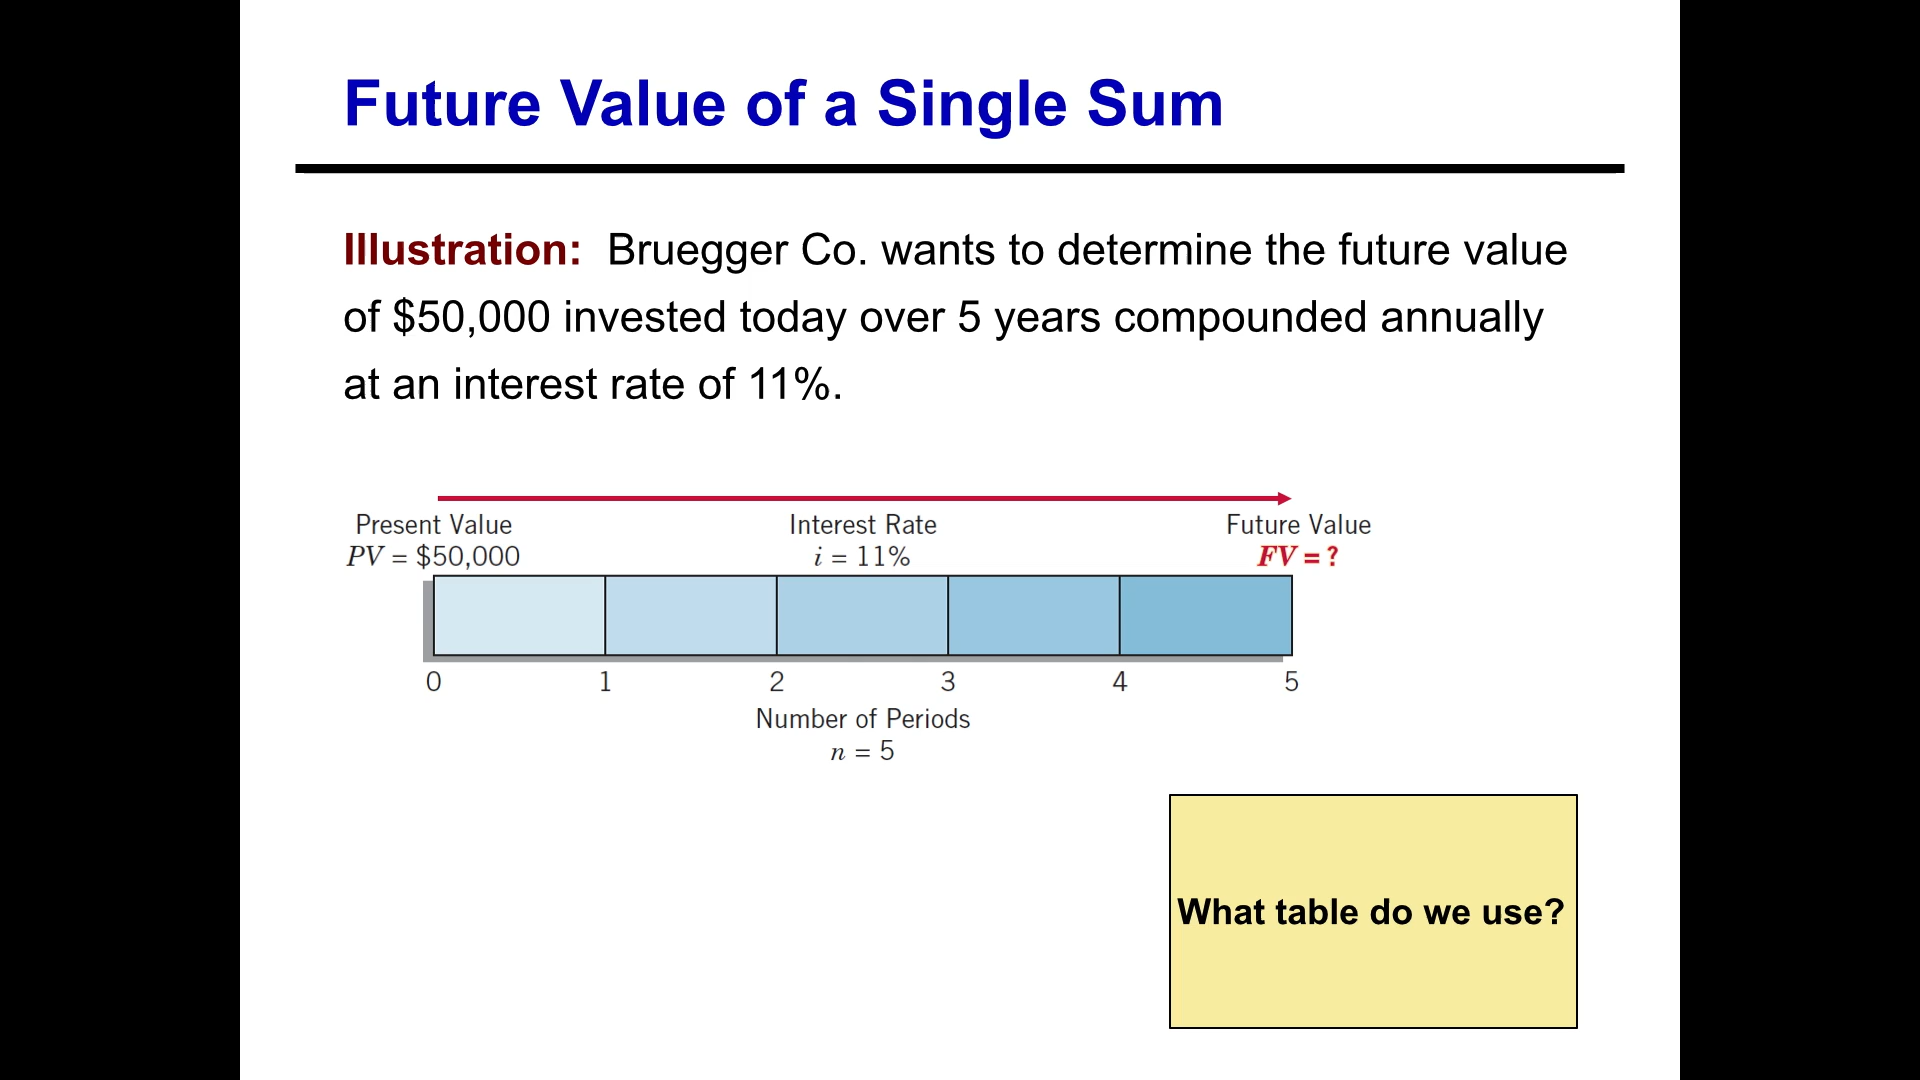 Future Value of a Single Sum
Illustration: Bruegger Co. wants to determine the future value
of $50,000 invested today over 5 years compounded annually
at an interest rate of 11%.
Present Value
PV = $50,000
Interest Rate
i = 11%
Future Value
FV = ?
0 1 2 3 4 5
Number of Periods
n = 5
What table do we use?